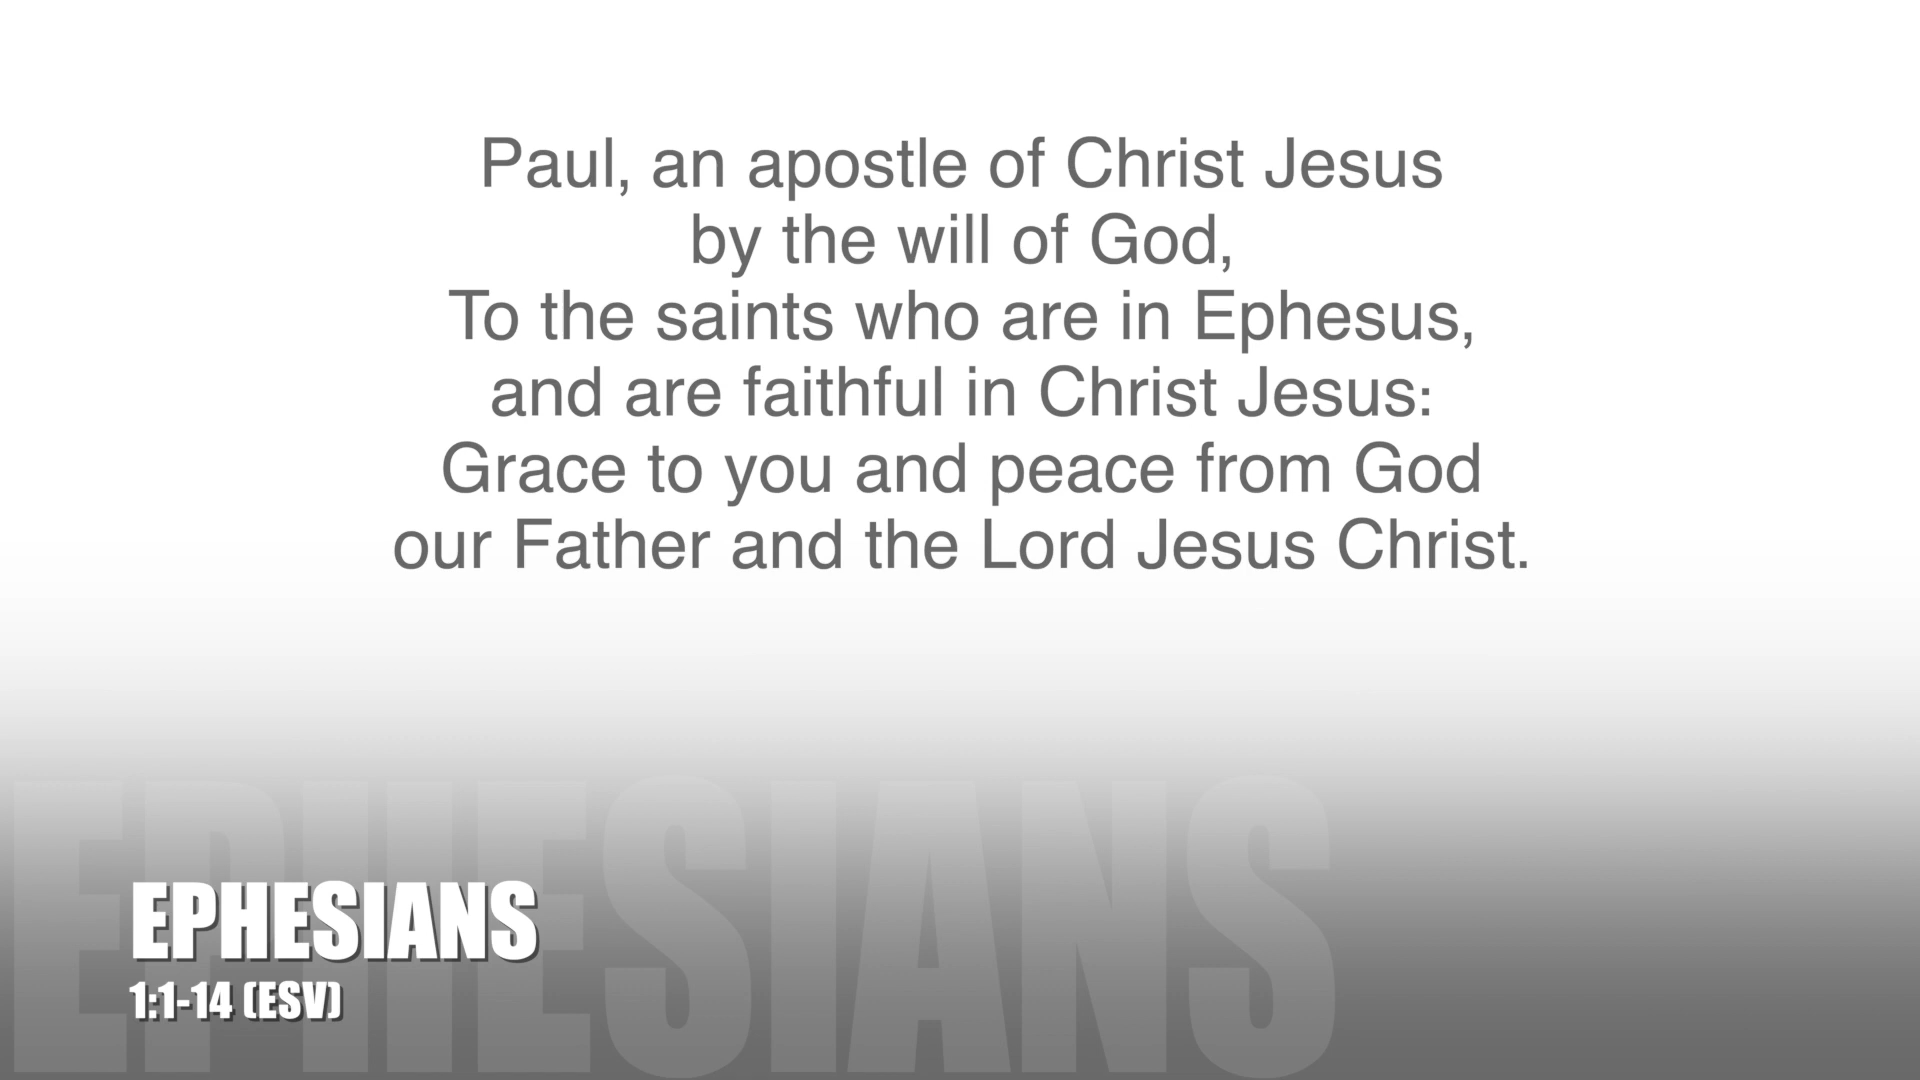 Paul, an apostle of Christ Jesus
by the will of God,
To the saints who are in Ephesus,
and are faithful in Christ Jesus:
Grace to you and peace from God
our Father and the Lord Jesus Christ.
EPHESIANS
EPHESIANS
1:1-14 (ESV)